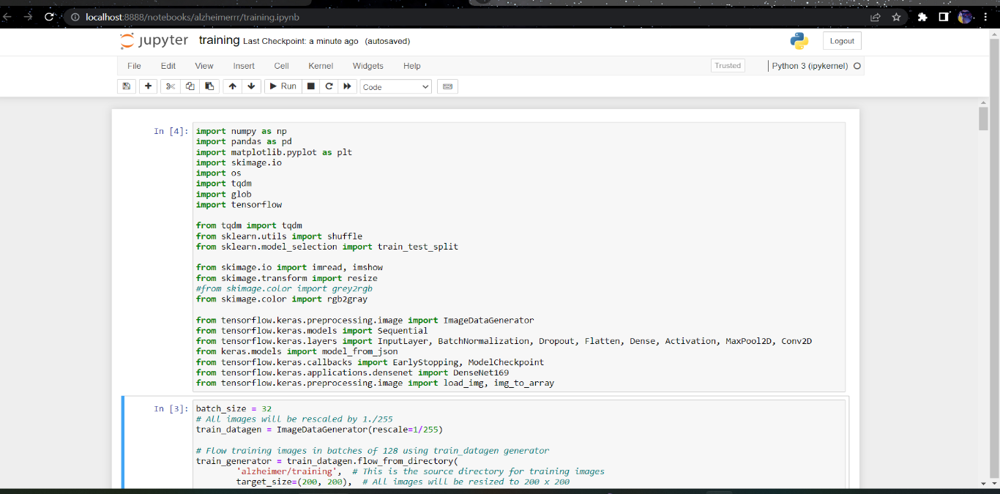 localhost:8888/notebooks/alzheimerrr/training.ipynb
jupyter training Last Checkpoint: a minute ago (autosaved)
Logout
File Edit View Insert Cell Kernel Widgets Help
Trusted
Python 3 (ipykernel)
Run
Code
In [4]:
import numpy as np
import pandas as pd
import matplotlib.pyplot as plt
import skimage.io
import os
import tqdm
import glob
import tensorflow
from tqdm import tqdm
from sklearn.utils import shuffle
from sklearn.model_selection import train_test_split
from skimage.io import imread, imshow
from skimage.transform import resize
#from skimage.color import grey2rgb
from skimage.color import rgb2gray
from tensorflow.keras.preprocessing.image import ImageDataGenerator
from tensorflow.keras.models import Sequential
from tensorflow.keras.layers import InputLayer, BatchNormalization, Dropout, Flatten, Dense, Activation, MaxPool2D, Conv2D
from keras.models import model_from_json
from tensorflow.keras.callbacks import EarlyStopping, ModelCheckpoint
from tensorflow.keras.applications.densenet import DenseNet169
from tensorflow.keras.preprocessing.image import load_img, img_to_array
In [3]:
batch_size = 32
# All images will be rescaled by 1./255
train_datagen = ImageDataGenerator(rescale=1/255)
# Flow training images in batches of 128 using train_datagen generator
train_generator = train_datagen.flow_from_directory(
'alzheimer/training', # This is the source directory for training images
target_size=(200, 200), # All images will be resized to 200 x 200